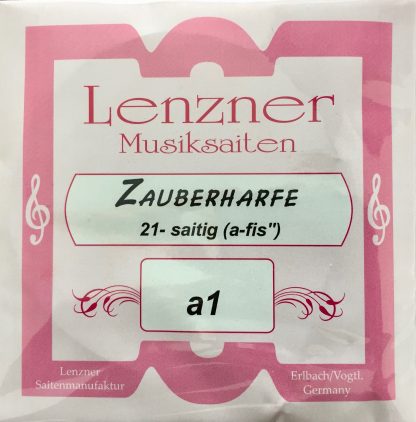 Lenzner
Musiksaiten
ZAUBERHARFE
21- saitig (a-fis")
a1
Lenzner
Saitenmanufaktur
Erlbach/Vogtl.
Germany